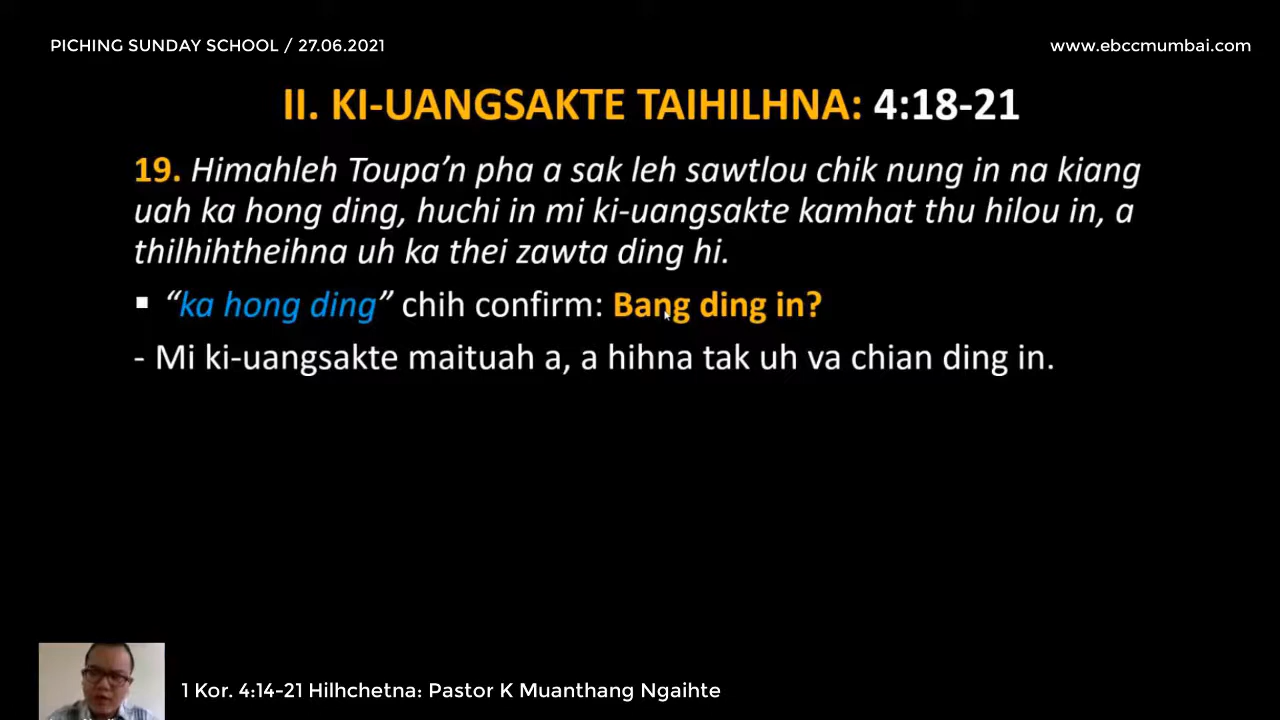 PICHING SUNDAY SCHOOL / 27.06.2021
www.ebccmumbai.com
II. KI-UANGSAKTE TAIHILHNA: 4:18-21
19. Himahleh Toupa’n pha a sak leh sawtlou chik nung in na kiang
uah ka hong ding, huchi in mi ki-uangsakte kamhat thu hilou in, a
thilhihtheihna uh ka thei zawta ding hi.
▪ “ka hong ding” chih confirm: Bang ding in?
- Mi ki-uangsakte maituah a, a hihna tak uh va chian ding in.
1 Kor. 4:14-21 Hilhchetna: Pastor K Muanthang Ngaihte